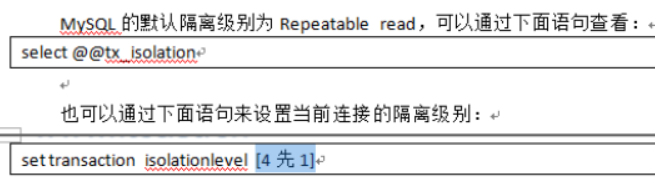 MySQL 的默认隔离级别为 Repeatable read，可以通过下面语句查看：
select @@tx_isolation
也可以通过下面语句来设置当前连接的隔离级别：
set transaction isolationlevel [4 先 1]